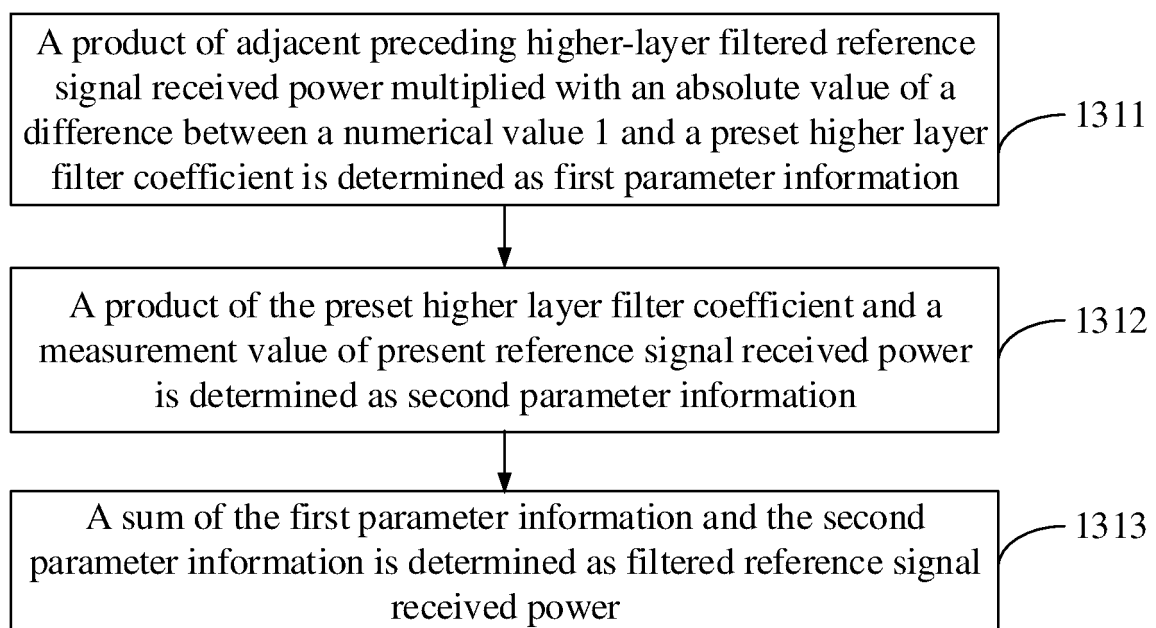 A product of adjacent preceding higher-layer filtered reference
signal received power multiplied with an absolute value of a
difference between a numerical value 1 and a preset higher layer
filter coefficient is determined as first parameter information
1311
A product of the preset higher layer filter coefficient and a
measurement value of present reference signal received power
is determined as second parameter information
1312
A sum of the first parameter information and the second
parameter information is determined as filtered reference signal
received power
1313